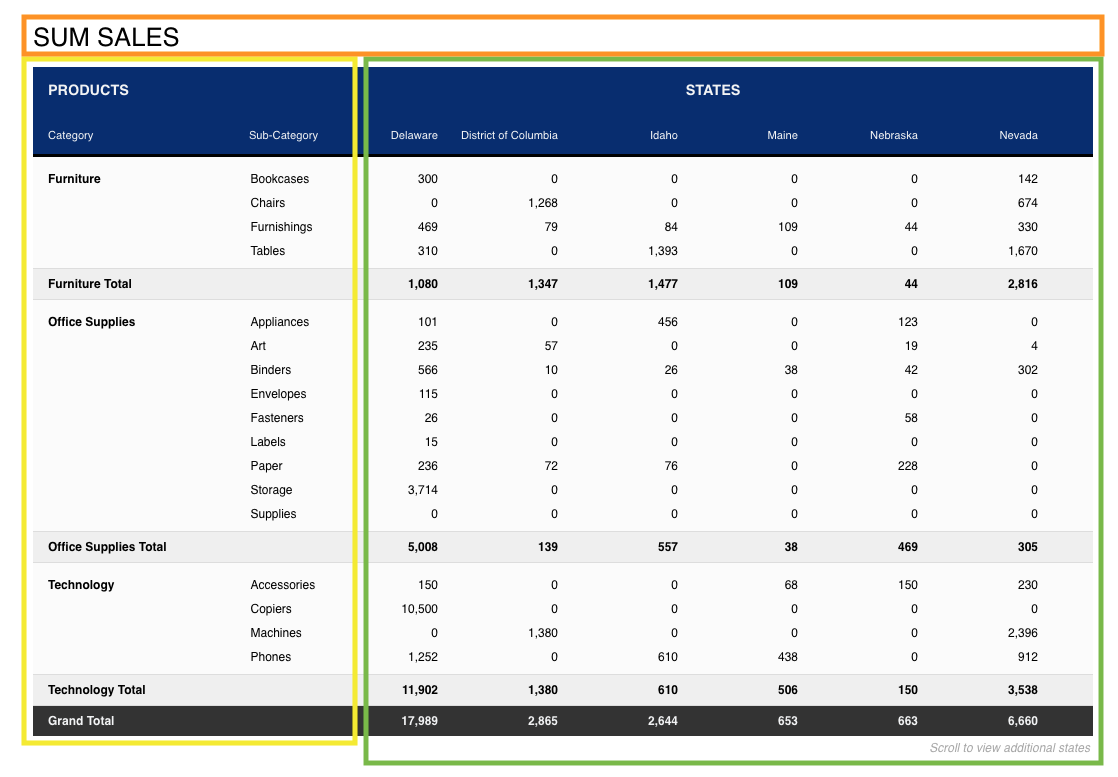 SUM SALES
PRODUCTS STATES
Category Sub-Category Delaware District of Columbia Idaho Maine Nebraska Nevada
Furniture Bookcases 300 0 0 0 0 142
Chairs 0 1,268 0 0 0 674
Furnishings 469 79 84 109 44 330
Tables 310 0 1,393 0 0 1,670
Furniture Total 1,080 1,347 1,477 109 44 2,816
Office Supplies Appliances 101 0 456 0 123 0
Art 235 57 0 0 19 4
Binders 566 10 26 38 42 302
Envelopes 115 0 0 0 0 0
Fasteners 26 0 0 0 58 0
Labels 15 0 0 0 0 0
Paper 236 72 76 0 228 0
Storage 3,714 0 0 0 0 0
Supplies 0 0 0 0 0 0
Office Supplies Total 5,008 139 557 38 469 305
Technology Accessories 150 0 0 68 150 230
Copiers 10,500 0 0 0 0 0
Machines 0 1,380 0 0 0 2,396
Phones 1,252 0 610 438 0 912
Technology Total 11,902 1,380 610 506 150 3,538
Grand Total 17,989 2,865 2,644 653 663 6,660
Scroll to view additional states